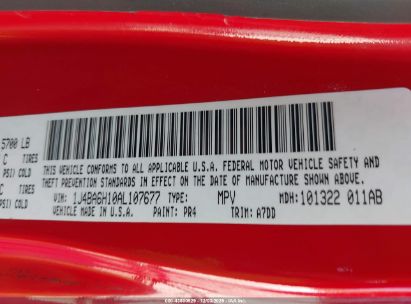 5700 LB
C TIRES
PSI) COLD
C TIRES
PSI) COLD
THIS VEHICLE CONFORMS TO ALL APPLICABLE U.S.A. FEDERAL MOTOR VEHICLE SAFETY AND
THEFT PREVENTION STANDARDS IN EFFECT ON THE DATE OF MANUFACTURE SHOWN ABOVE.
VIN: 1J4BA6H10AL107677 TYPE: MPV MDH: 101322 011AB
VEHICLE MADE IN U.S.A. PAINT: PR4 TRIM: A7DD